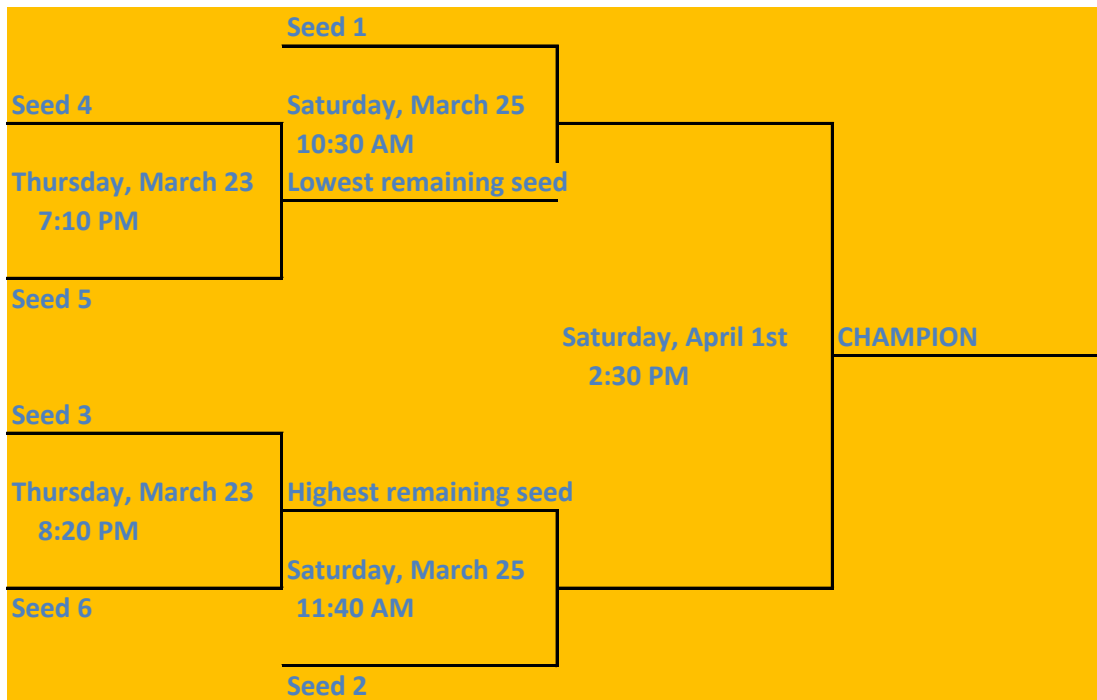 Seed 1
Seed 4
Saturday, March 25
10:30 AM
Thursday, March 23
7:10 PM
Lowest remaining seed
Seed 5
Saturday, April 1st
2:30 PM
CHAMPION
Seed 3
Thursday, March 23
8:20 PM
Highest remaining seed
Saturday, March 25
11:40 AM
Seed 6
Seed 2